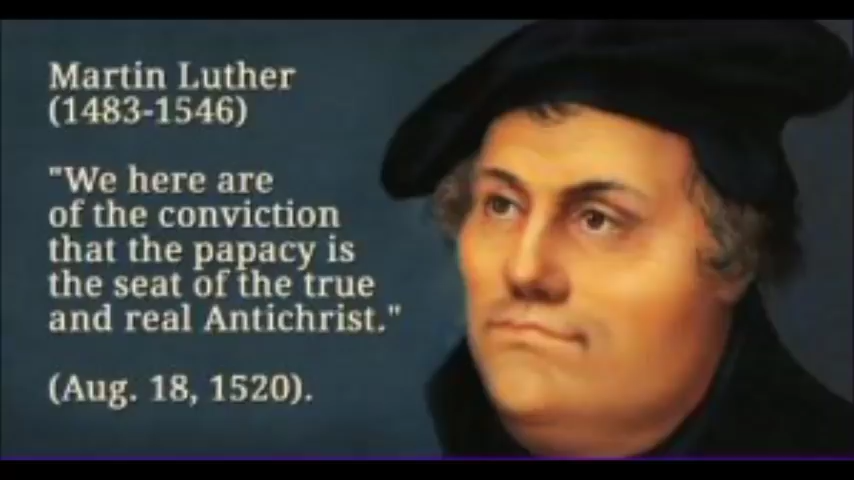 Martin Luther
(1483-1546)
"We here are
of the conviction
that the papacy is
the seat of the true
and real Antichrist."
(Aug. 18, 1520).